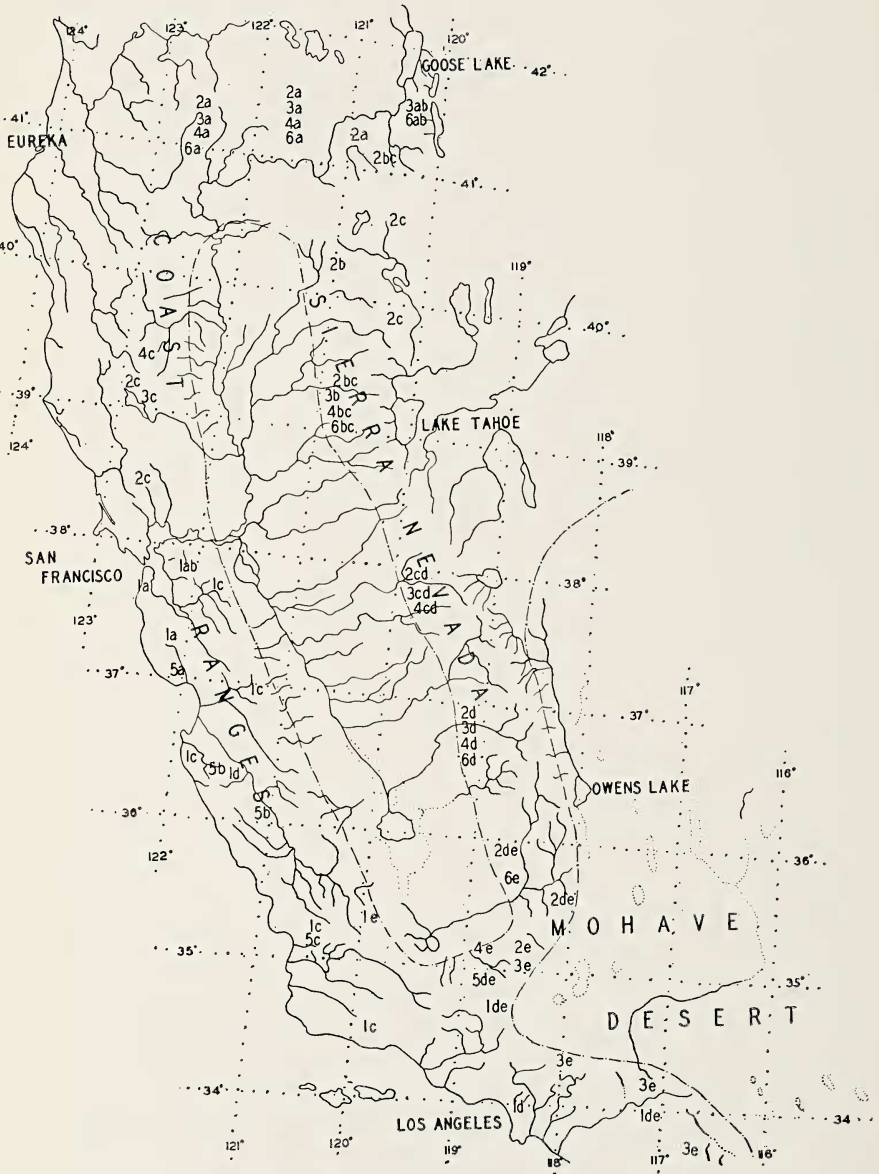 124° 123° 122° 121° 120°
GOOSE LAKE 42°
2a 2a 3ab
41° 3a 3a 6ab
EUREKA 4a 4a 2a
6a 6a 2bc
41°
2c
40° 2b 119°
2c 40°
COAST RANGES
SIERRA NEVADA
4c
2c 2bc
3c 3b
39° 4bc
6bc
LAKE TAHOE
124° 118°
39°
2c
38°
SAN
FRANCISCO
1ab 2cd
1a 1c 3cd 38°
4cd
123°
1a
5a 117°
37° 1c
2d 37°
3d
4d
6d
1c 116°
5b 1d
OWENS LAKE
5b
36°
122° 2de 36°
6e
2de
1e
MOHAVE
1c
5c 4e 2e
35° 3e
5de 35°
1de
DESERT
1c
3e
3e
34°
1d 1de 34
LOS ANGELES
3e
121° 120° 119° 118° 117° 116°